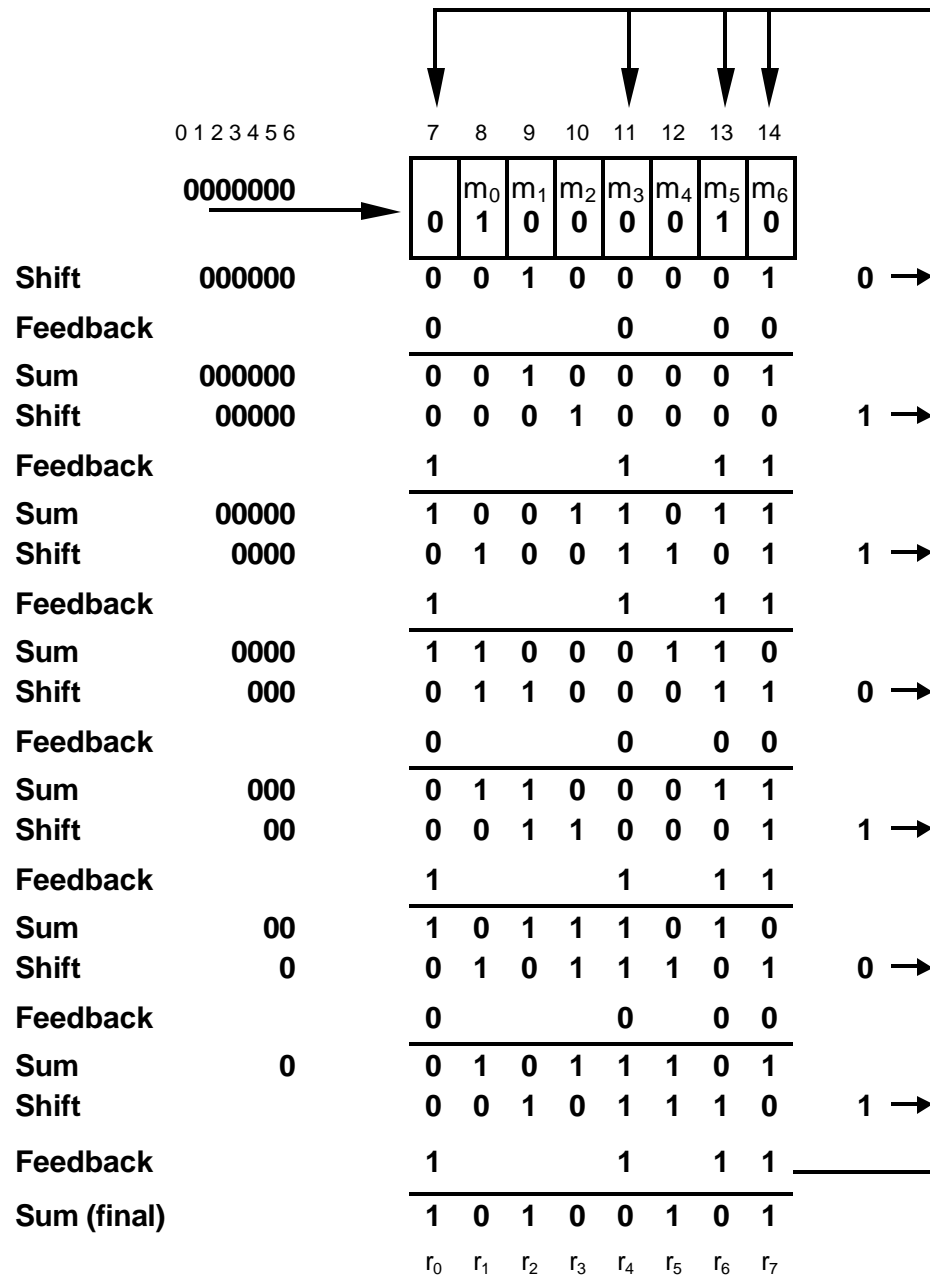 0 1 2 3 4 5 6 7 8 9 10 11 12 13 14
0000000 m0 m1 m2 m3 m4 m5 m6
0 1 0 0 0 0 1 0
Shift 000000 0 0 1 0 0 0 0 1 0
Feedback 0 0 0 0
Sum 000000 0 0 1 0 0 0 0 1
Shift 00000 0 0 0 1 0 0 0 0 1
Feedback 1 1 1 1
Sum 00000 1 0 0 1 1 0 1 1
Shift 0000 0 1 0 0 1 1 0 1 1
Feedback 1 1 1 1
Sum 0000 1 1 0 0 0 1 1 0
Shift 000 0 1 1 0 0 0 1 1 0
Feedback 0 0 0 0
Sum 000 0 1 1 0 0 0 1 1
Shift 00 0 0 1 1 0 0 0 1 1
Feedback 1 1 1 1
Sum 00 1 0 1 1 1 0 1 0
Shift 0 0 1 0 1 1 1 0 1 0
Feedback 0 0 0 0
Sum 0 0 1 0 1 1 1 0 1
Shift 0 0 1 0 1 1 1 0 1
Feedback 1 1 1 1
Sum (final) 1 0 1 0 0 1 0 1
r0 r1 r2 r3 r4 r5 r6 r7